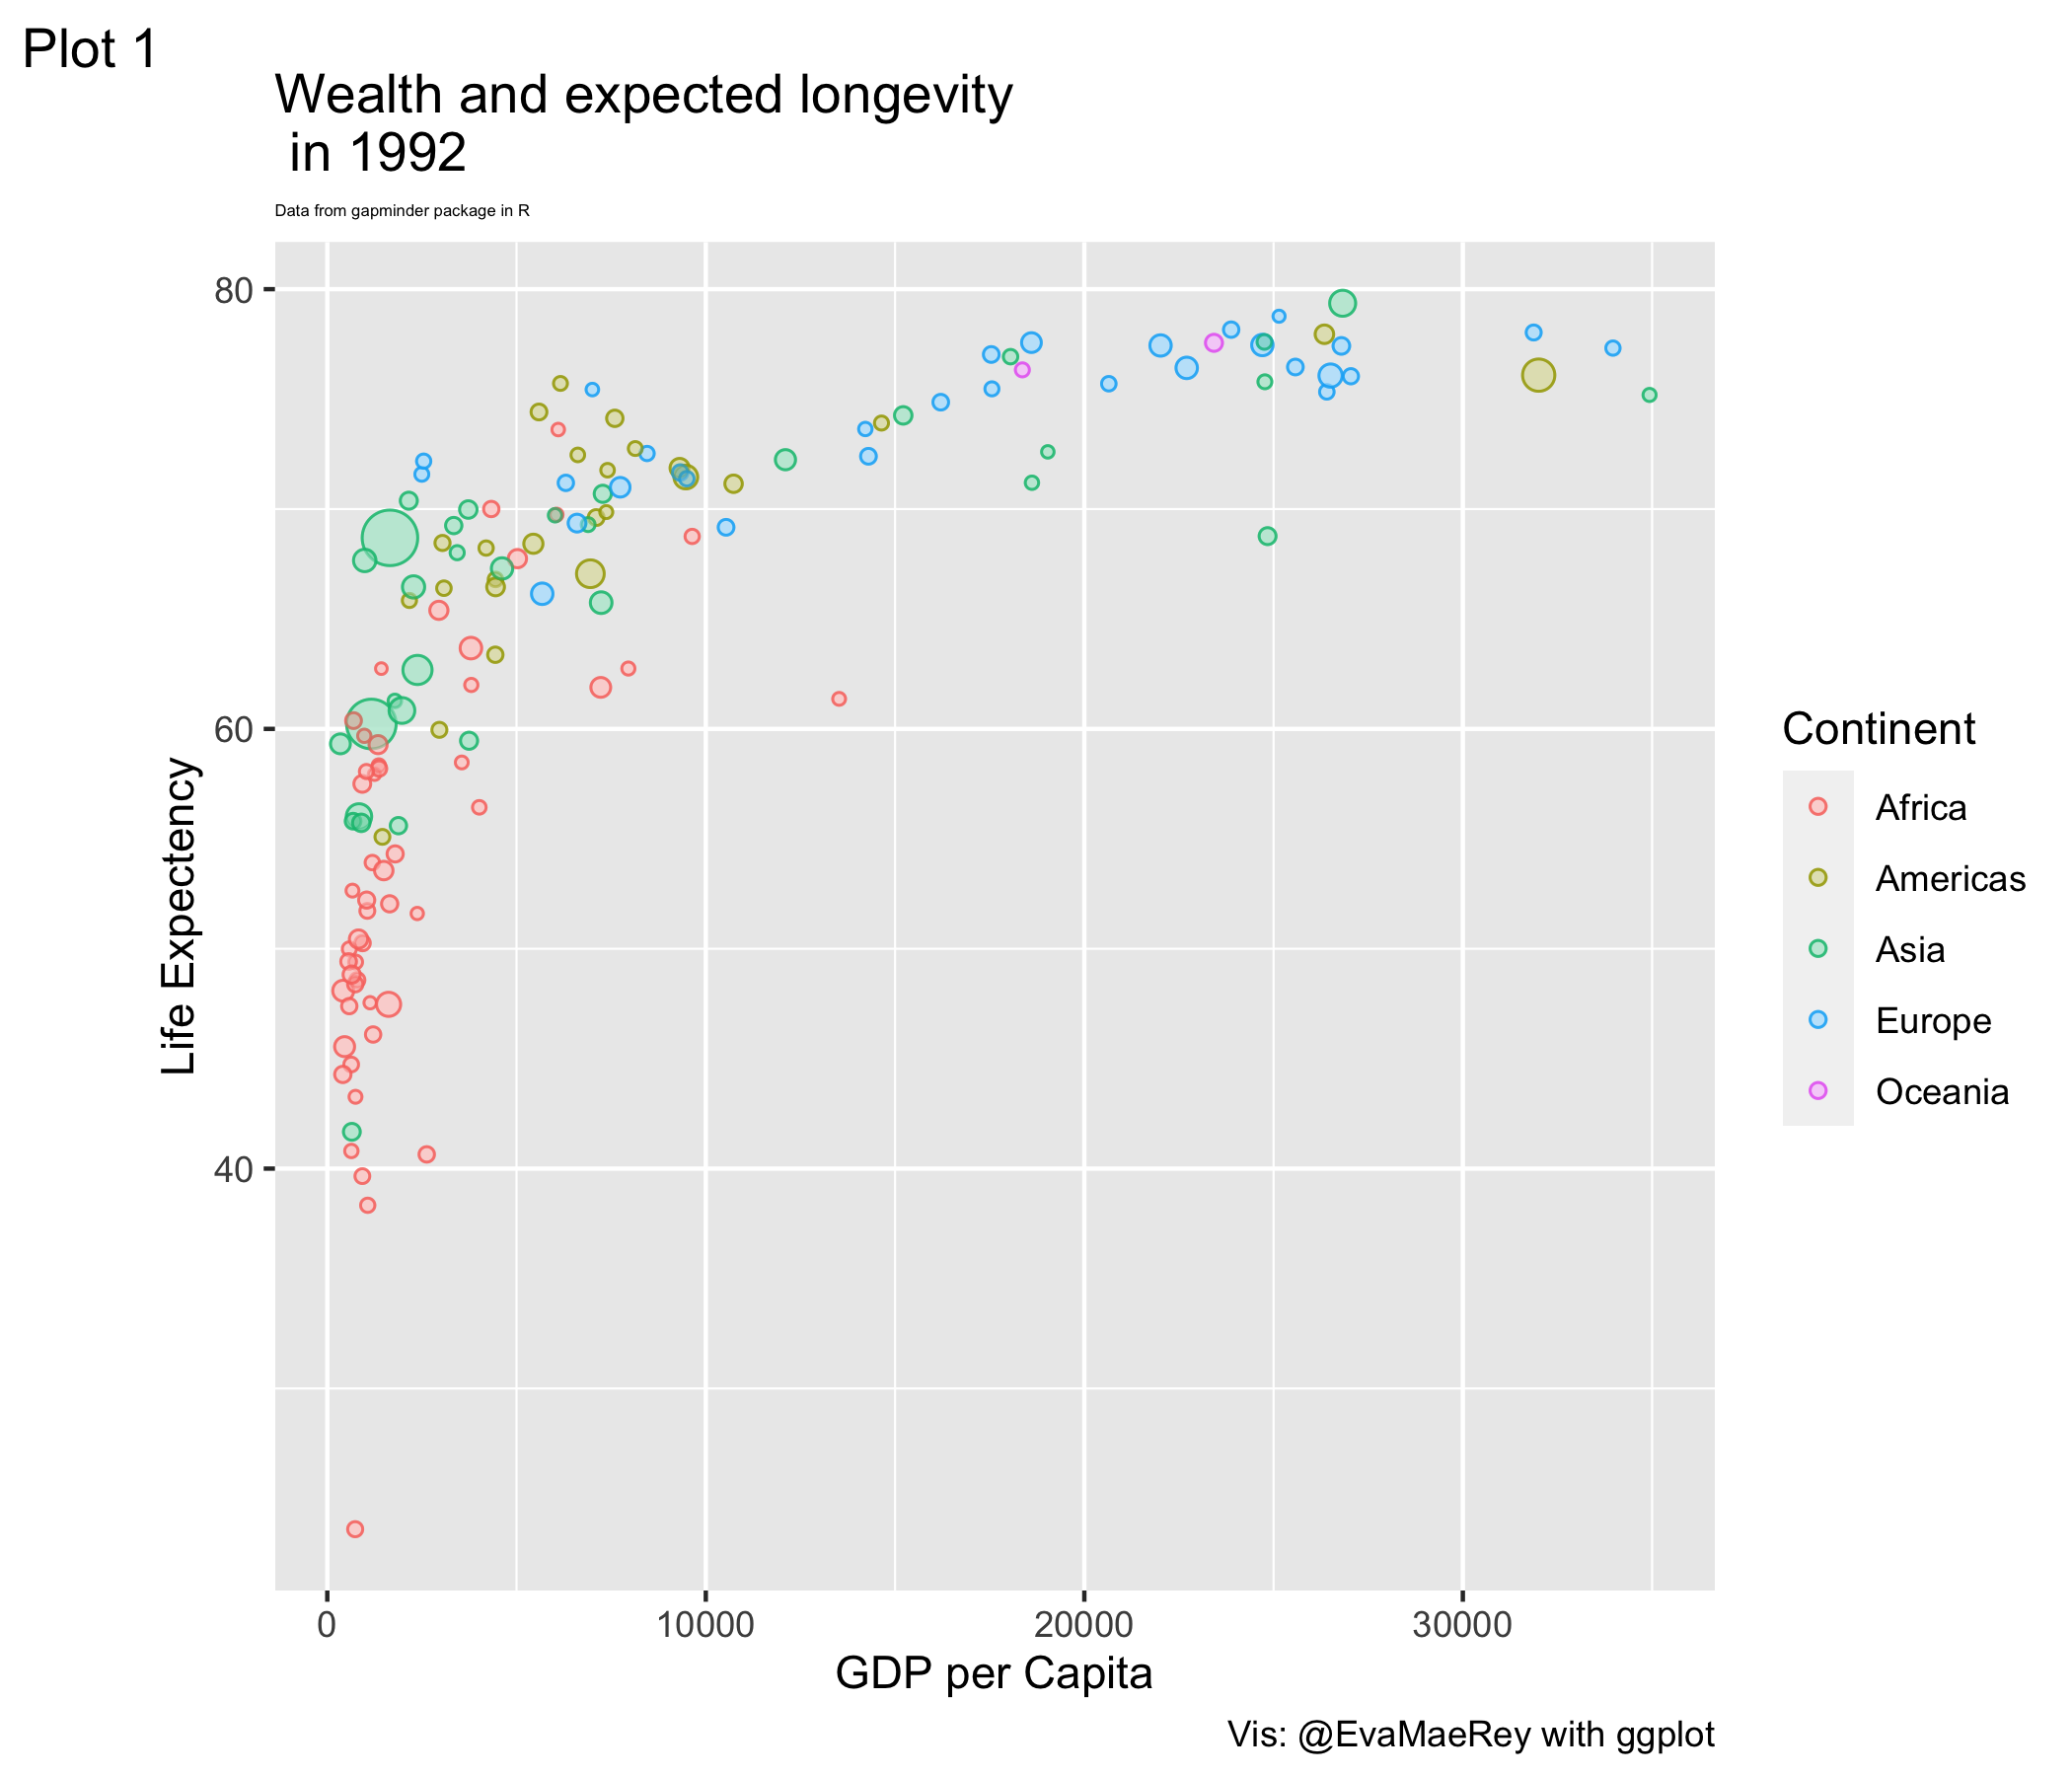 Plot 1
Wealth and expected longevity
in 1992
Data from gapminder package in R
80
60
40
Life Expectency
0 10000 20000 30000
GDP per Capita
Continent
Africa
Americas
Asia
Europe
Oceania
Vis: @EvaMaeRey with ggplot